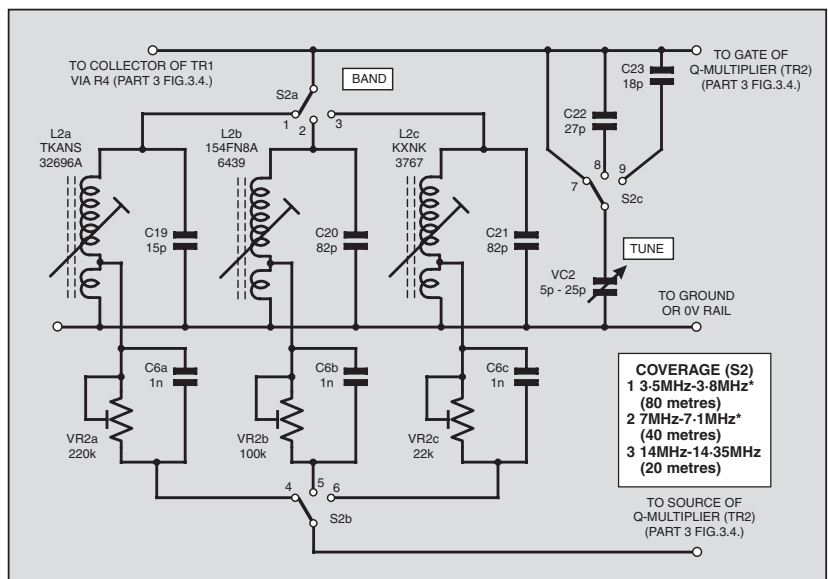 TO COLLECTOR OF TR1
VIA R4 (PART 3 FIG.3.4.)
BAND
S2a
1
2
3
TO GATE OF
Q-MULTIPLIER (TR2)
(PART 3 FIG.3.4.)
C23
18p
C22
27p
7
8
9
S2c
L2a
TKANS
32696A
L2b
154FN8A
6439
L2c
KXNK
3767
C19
15p
C20
82p
C21
82p
TUNE
VC2
5p - 25p
TO GROUND
OR 0V RAIL
C6a
1n
C6b
1n
C6c
1n
VR2a
220k
VR2b
100k
VR2c
22k
COVERAGE (S2)
1 3·5MHz-3·8MHz*
(80 metres)
2 7MHz-7·1MHz*
(40 metres)
3 14MHz-14·35MHz
(20 metres)
4
5
6
S2b
TO SOURCE OF
Q-MULTIPLIER (TR2)
(PART 3 FIG.3.4.)